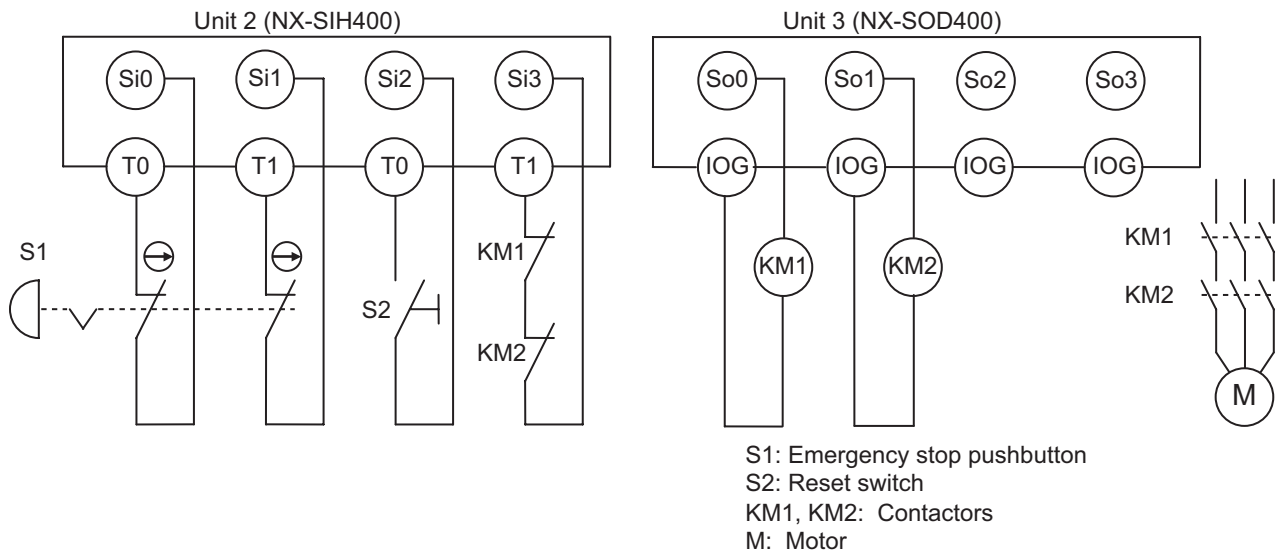 Unit 2 (NX-SIH400)
Unit 3 (NX-SOD400)
Si0 Si1 Si2 Si3
So0 So1 So2 So3
T0 T1 T0 T1
IOG IOG IOG IOG
S1
S2
KM1
KM2
KM1
KM2
KM1
KM2
M
S1: Emergency stop pushbutton
S2: Reset switch
KM1, KM2: Contactors
M: Motor